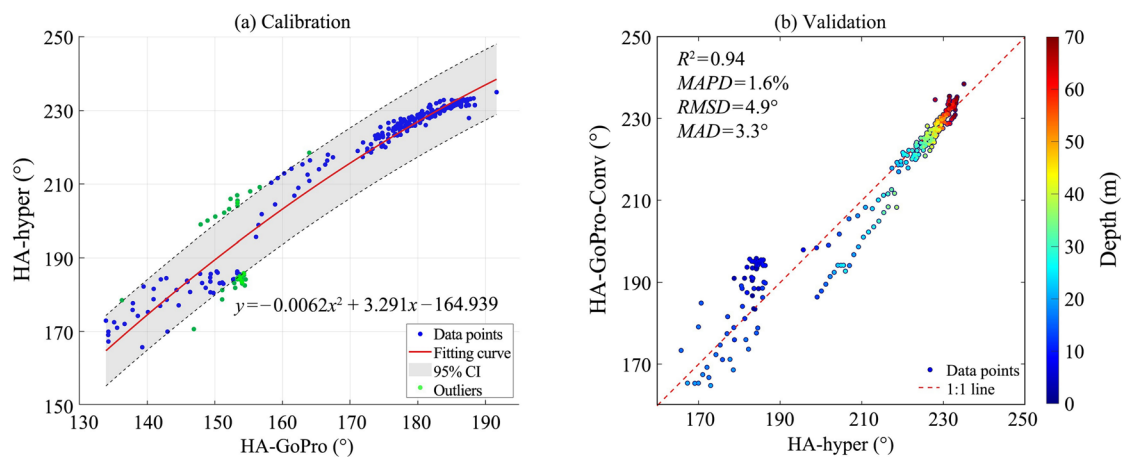 (a) Calibration
250
230
210
190
170
150
HA-hyper (°)
130
140
150
160
170
180
190
HA-GoPro (°)
y=−0.0062x² + 3.291x−164.939
Data points
Fitting curve
95% CI
Outliers
(b) Validation
250
230
210
190
170
HA-GoPro-Conv (°)
170
190
210
230
250
HA-hyper (°)
R²=0.94
MAPD=1.6%
RMSD=4.9°
MAD=3.3°
Data points
1:1 line
70
60
50
40
30
20
10
0
Depth (m)